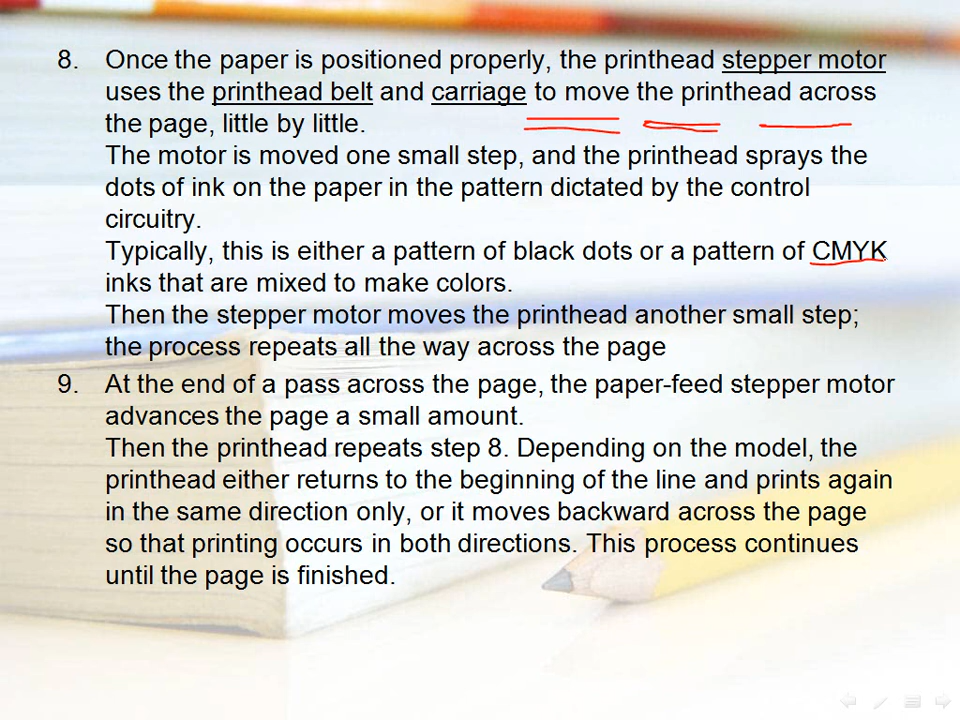 8. Once the paper is positioned properly, the printhead stepper motor
uses the printhead belt and carriage to move the printhead across
the page, little by little.
The motor is moved one small step, and the printhead sprays the
dots of ink on the paper in the pattern dictated by the control
circuitry.
Typically, this is either a pattern of black dots or a pattern of CMYK
inks that are mixed to make colors.
Then the stepper motor moves the printhead another small step;
the process repeats all the way across the page
9. At the end of a pass across the page, the paper-feed stepper motor
advances the page a small amount.
Then the printhead repeats step 8. Depending on the model, the
printhead either returns to the beginning of the line and prints again
in the same direction only, or it moves backward across the page
so that printing occurs in both directions. This process continues
until the page is finished.